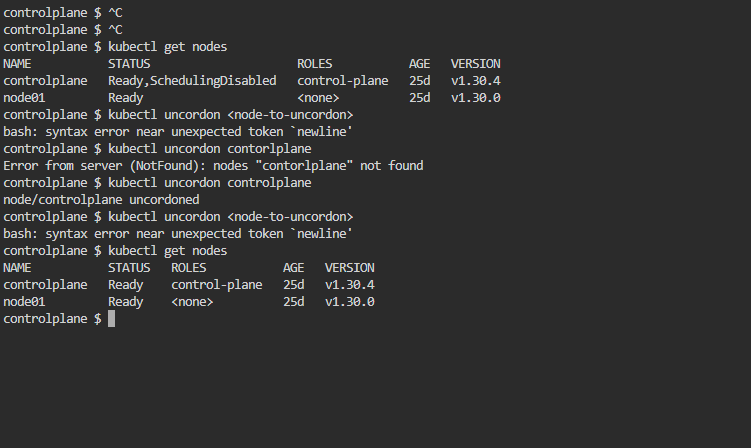 controlplane $ ^C
controlplane $ ^C
controlplane $ kubectl get nodes
NAME           STATUS                     ROLES           AGE   VERSION
controlplane   Ready,SchedulingDisabled   control-plane   25d   v1.30.4
node01         Ready                      <none>          25d   v1.30.0
controlplane $ kubectl uncordon <node-to-uncordon>
bash: syntax error near unexpected token `newline'
controlplane $ kubectl uncordon contorlplane
Error from server (NotFound): nodes "contorlplane" not found
controlplane $ kubectl uncordon controlplane
node/controlplane uncordoned
controlplane $ kubectl uncordon <node-to-uncordon>
bash: syntax error near unexpected token `newline'
controlplane $ kubectl get nodes
NAME           STATUS   ROLES           AGE   VERSION
controlplane   Ready    control-plane   25d   v1.30.4
node01         Ready    <none>          25d   v1.30.0
controlplane $